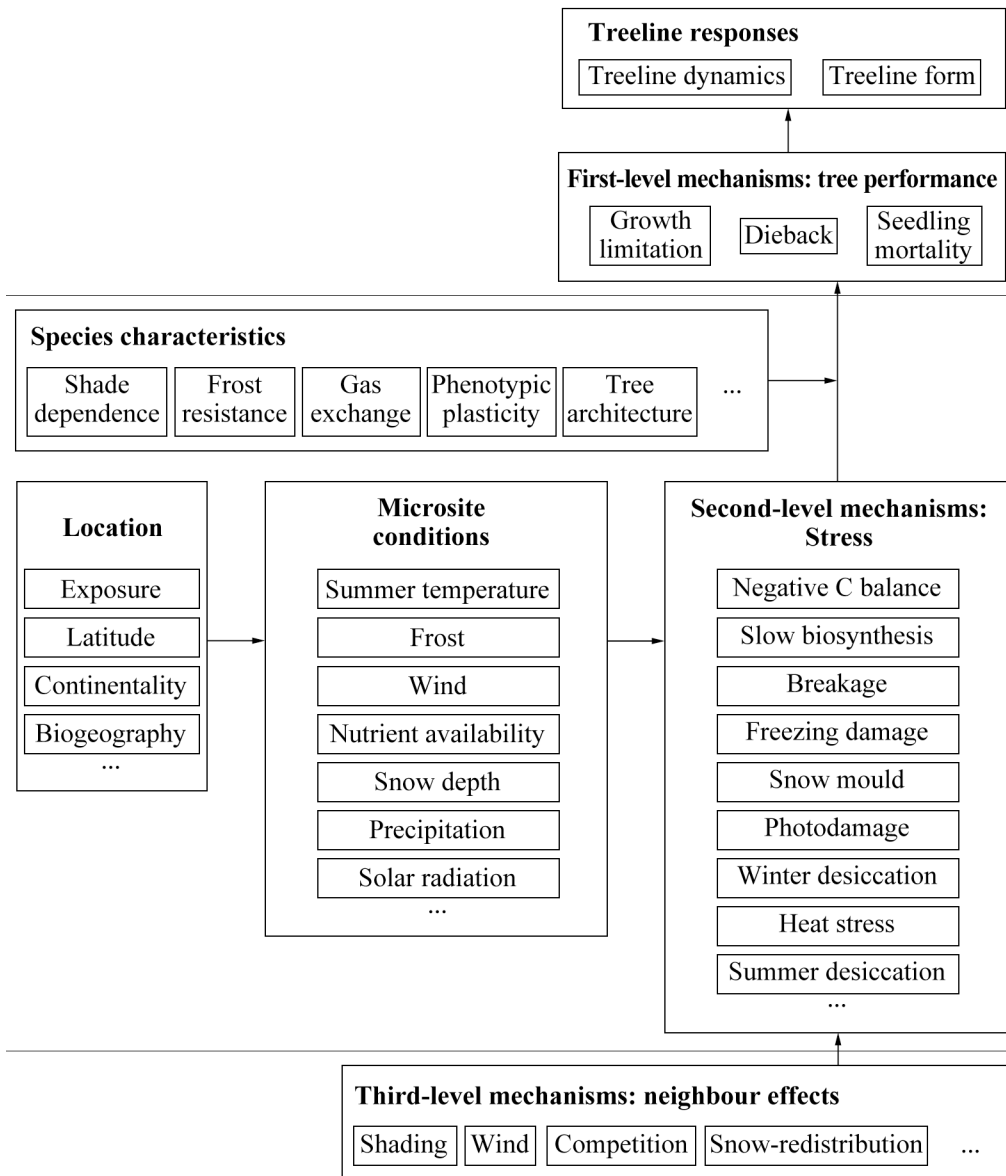 Treeline responses
Treeline dynamics
Treeline form
First-level mechanisms: tree performance
Growth
limitation
Dieback
Seedling
mortality
Species characteristics
Shade
dependence
Frost
resistance
Gas
exchange
Phenotypic
plasticity
Tree
architecture
...
Location
Exposure
Latitude
Continentality
Biogeography
...
Microsite
conditions
Summer temperature
Frost
Wind
Nutrient availability
Snow depth
Precipitation
Solar radiation
...
Second-level mechanisms:
Stress
Negative C balance
Slow biosynthesis
Breakage
Freezing damage
Snow mould
Photodamage
Winter desiccation
Heat stress
Summer desiccation
...
Third-level mechanisms: neighbour effects
Shading
Wind
Competition
Snow-redistribution
...